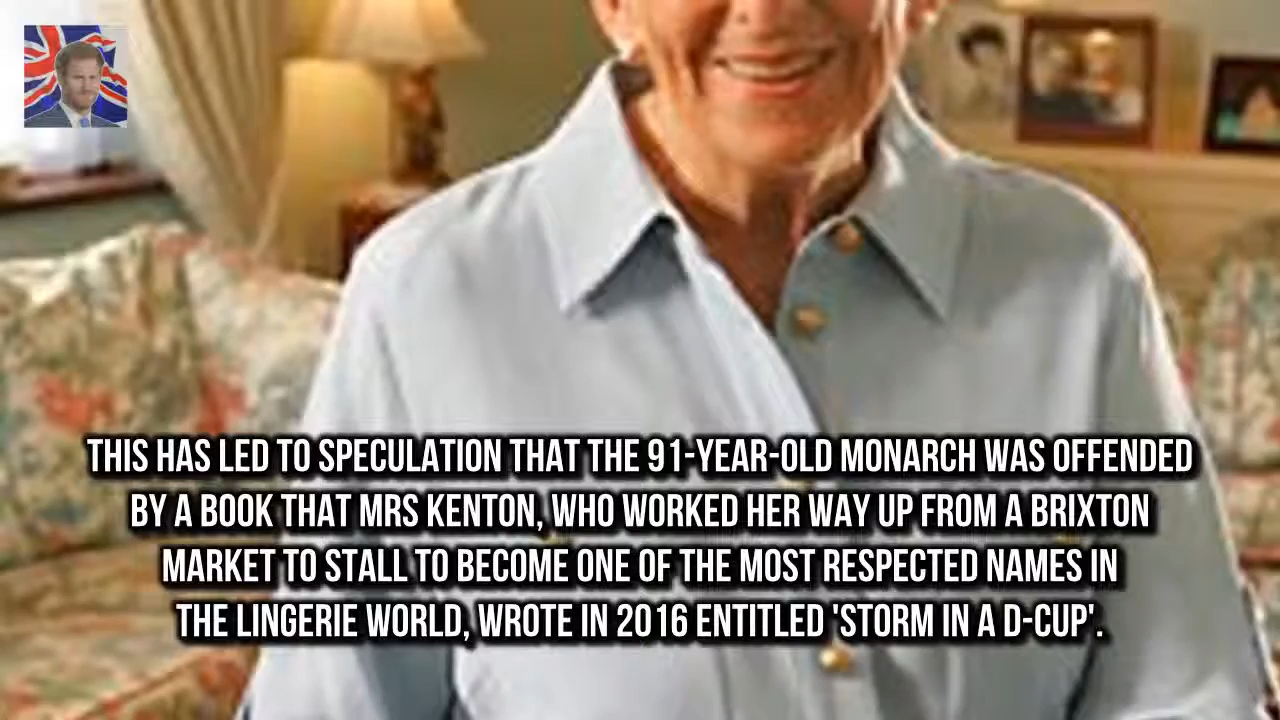 THIS HAS LED TO SPECULATION THAT THE 91-YEAR-OLD MONARCH WAS OFFENDED
BY A BOOK THAT MRS KENTON, WHO WORKED HER WAY UP FROM A BRIXTON
MARKET TO STALL TO BECOME ONE OF THE MOST RESPECTED NAMES IN
THE LINGERIE WORLD, WROTE IN 2016 ENTITLED 'STORM IN A D-CUP'.